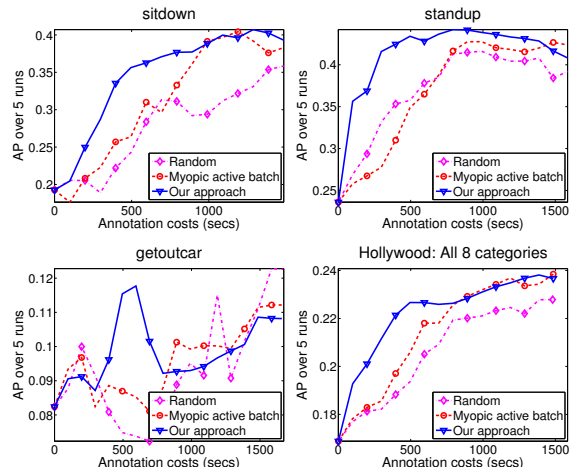 sitdown
AP over 5 runs
0.4
0.35
0.3
0.25
0.2
Random
Myopic active batch
Our approach
0 500 1000
Annotation costs (secs)
standup
AP over 5 runs
0.4
0.35
0.3
0.25
Random
Myopic active batch
Our approach
0 500 1000 1500
Annotation costs (secs)
getoutcar
AP over 5 runs
0.12
0.11
0.1
0.09
0.08
Random
Myopic active batch
Our approach
0 500 1000 1500
Annotation costs (secs)
Hollywood: All 8 categories
AP over 5 runs
0.24
0.22
0.2
0.18
Random
Myopic active batch
Our approach
0 500 1000 1500
Annotation costs (secs)